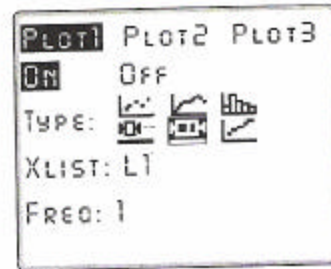 PLOT1 PLOT2 PLOT3
ON OFF
TYPE:
XLIST: L1
FREQ: 1